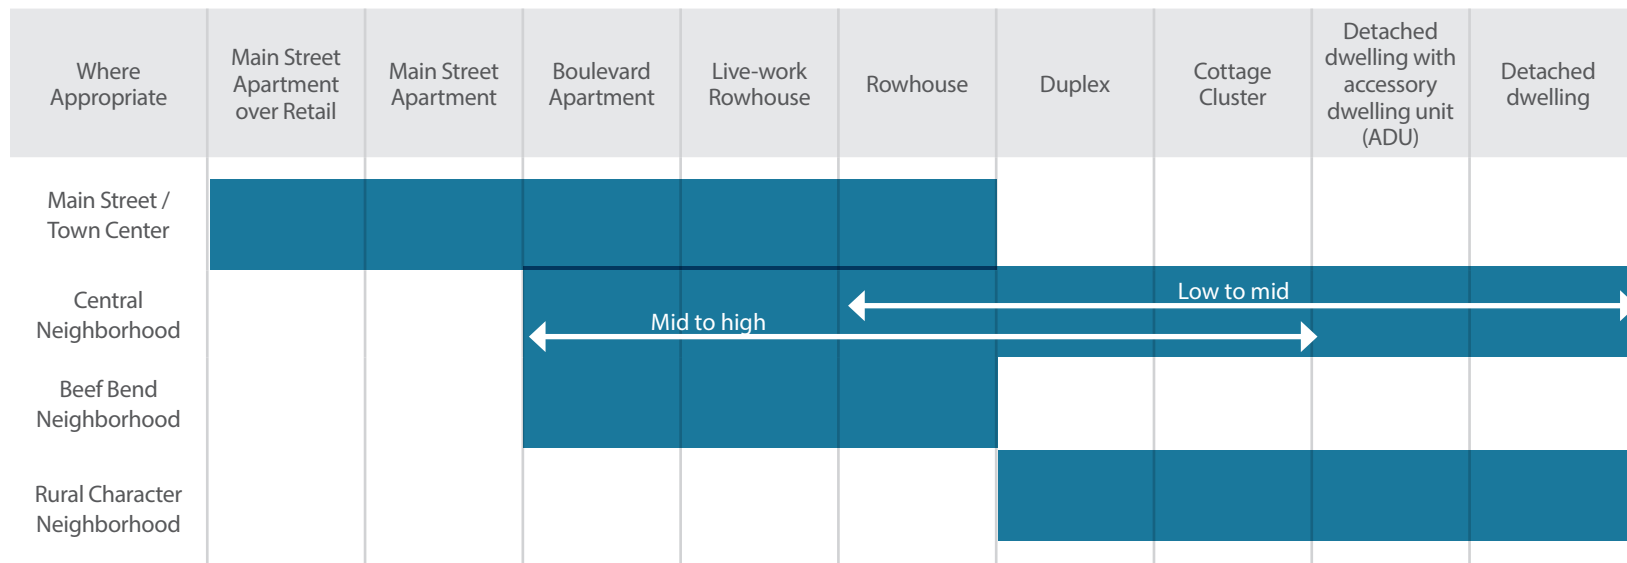 Where
Appropriate
Main Street
Apartment
over Retail
Main Street
Apartment
Boulevard
Apartment
Live-work
Rowhouse
Rowhouse
Duplex
Cottage
Cluster
Detached
dwelling with
accessory
dwelling unit
(ADU)
Detached
dwelling
Main Street /
Town Center
Central
Neighborhood
Low to mid
Mid to high
Beef Bend
Neighborhood
Rural Character
Neighborhood